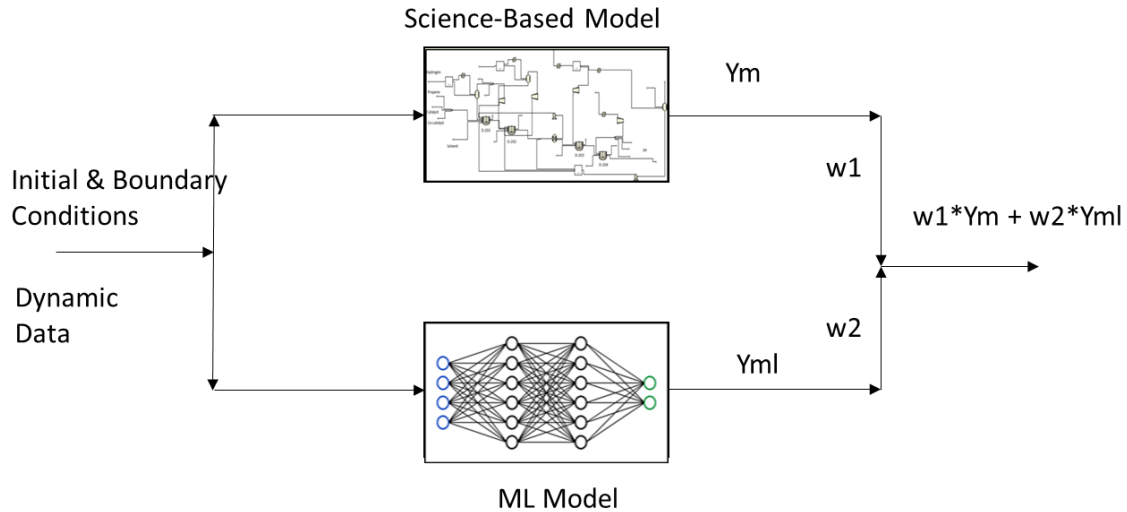 Science-Based Model
Ym
w1
Initial & Boundary
Conditions
w1*Ym + w2*Yml
Dynamic
Data
w2
Yml
ML Model